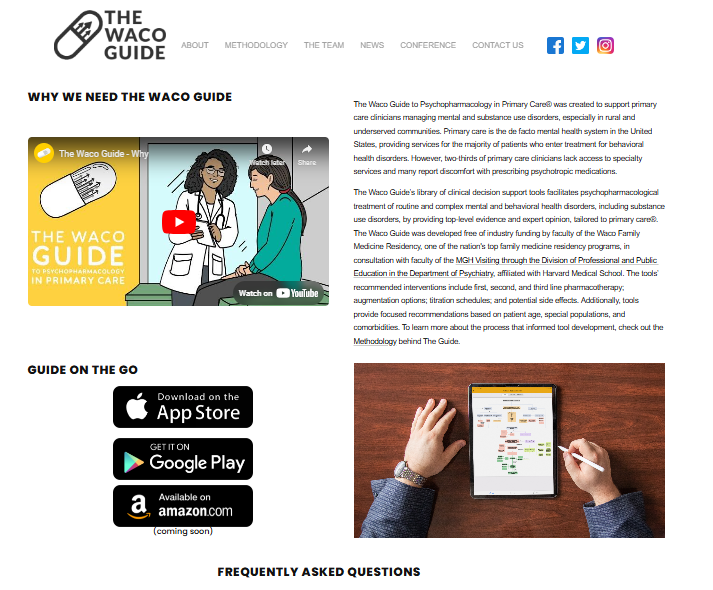 THE
WACO
GUIDE
ABOUT METHODOLOGY THE TEAM NEWS CONFERENCE CONTACT US
WHY WE NEED THE WACO GUIDE
The Waco Guide - Why
Watch later
Share
THE WACO
GUIDE
TO PSYCHOPHARMACOLOGY
IN PRIMARY CARE
Watch on YouTube
The Waco Guide to Psychopharmacology in Primary Care® was created to support primary
care clinicians managing mental and substance use disorders, especially in rural and
underserved communities. Primary care is the de facto mental health system in the United
States, providing services for the majority of patients who enter treatment for behavioral
health disorders. However, two-thirds of primary care clinicians lack access to specialty
services and many report discomfort with prescribing psychotropic medications.
The Waco Guide's library of clinical decision support tools facilitates psychopharmacological
treatment of routine and complex mental and behavioral health disorders, including substance
use disorders, by providing top-level evidence and expert opinion, tailored to primary care®.
The Waco Guide was developed free of industry funding by faculty of the Waco Family
Medicine Residency, one of the nation's top family medicine residency programs, in
consultation with faculty of the MGH Visiting through the Division of Professional and Public
Education in the Department of Psychiatry, affiliated with Harvard Medical School. The tools'
recommended interventions include first, second, and third line pharmacotherapy;
augmentation options; titration schedules; and potential side effects. Additionally, tools
provide focused recommendations based on patient age, special populations, and
comorbidities. To learn more about the process that informed tool development, check out the
Methodology behind The Guide.
GUIDE ON THE GO
Download on the
App Store
GET IT ON
Google Play
Available on
amazon.com
(coming soon)
FREQUENTLY ASKED QUESTIONS